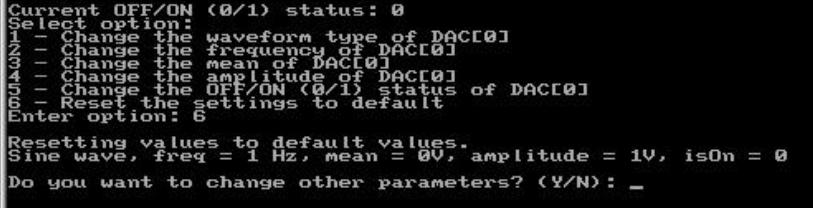 Current OFF/ON (0/1) status: 0
Select option:
1 - Change the waveform type of DAC[0]
2 - Change the frequency of DAC[0]
3 - Change the mean of DAC[0]
4 - Change the amplitude of DAC[0]
5 - Change the OFF/ON (0/1) status of DAC[0]
6 - Reset the settings to default
Enter option: 6
Resetting values to default values.
Sine wave, freq = 1 Hz, mean = 0V, amplitude = 1V, isOn = 0
Do you want to change other parameters? (Y/N): _